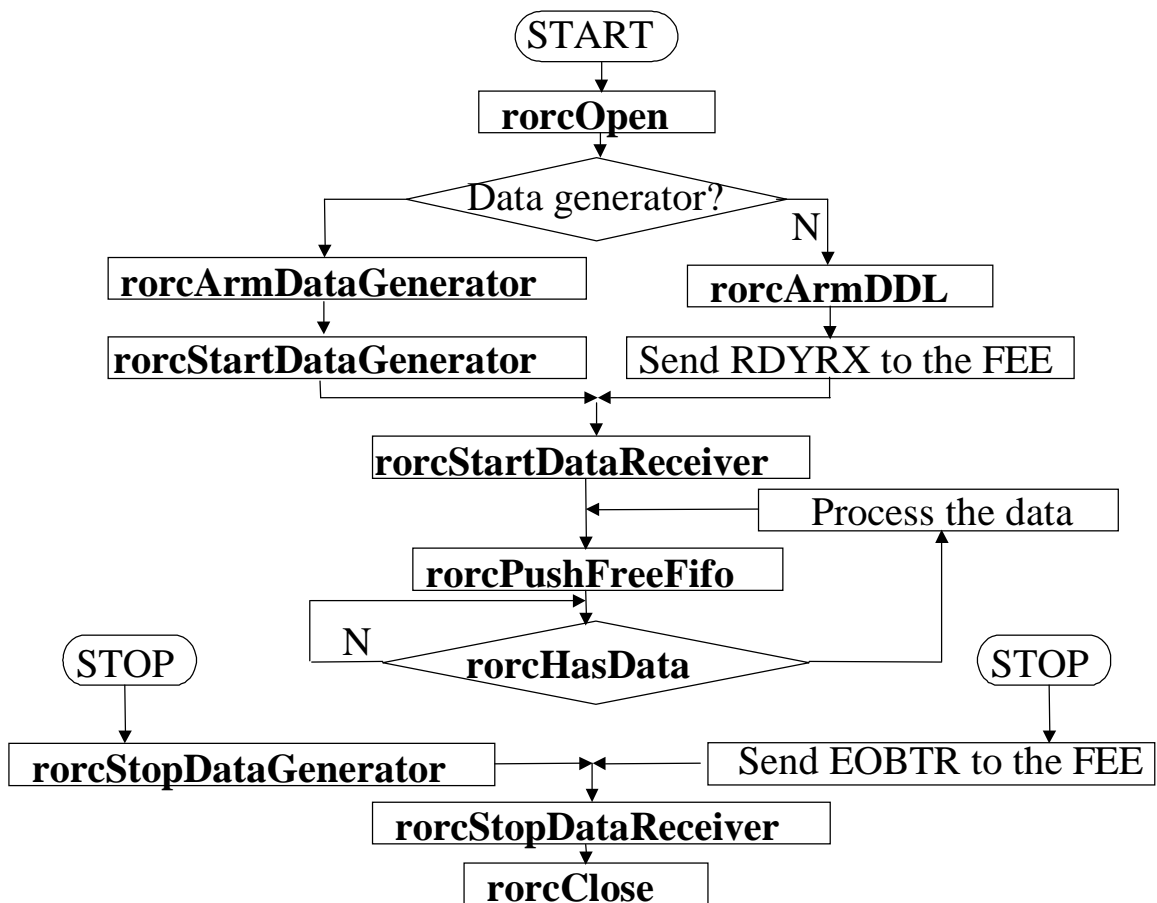 START
rorcOpen
Data generator?
N
rorcArmDataGenerator
rorcArmDDL
rorcStartDataGenerator
Send RDYRX to the FEE
rorcStartDataReceiver
Process the data
rorcPushFreeFifo
N
rorcHasData
STOP
STOP
rorcStopDataGenerator
Send EOBTR to the FEE
rorcStopDataReceiver
rorcClose